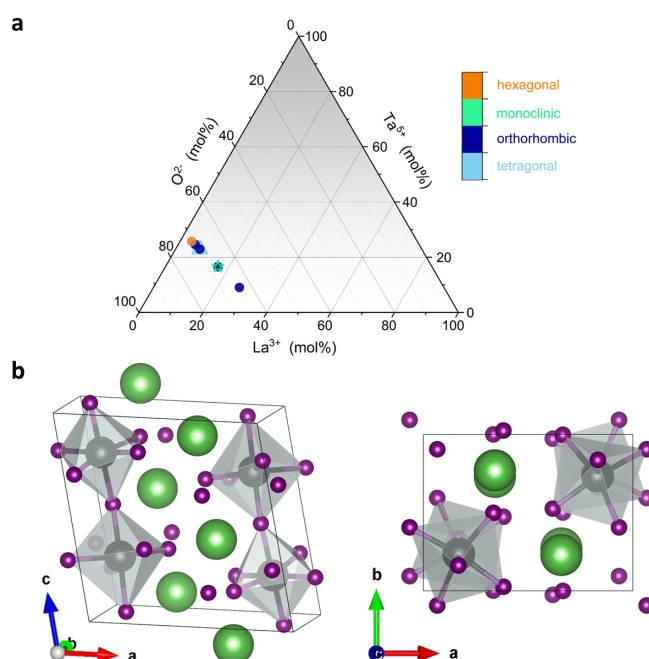 a
0
100
20
80
hexagonal
monoclinic
orthorhombic
tetragonal
40
60
O²⁻ (mol%)
Ta⁵⁺ (mol%)
60
40
80
20
100
0
0
20
40
60
80
100
La³⁺ (mol%)
b
c
b
a
b
c
a